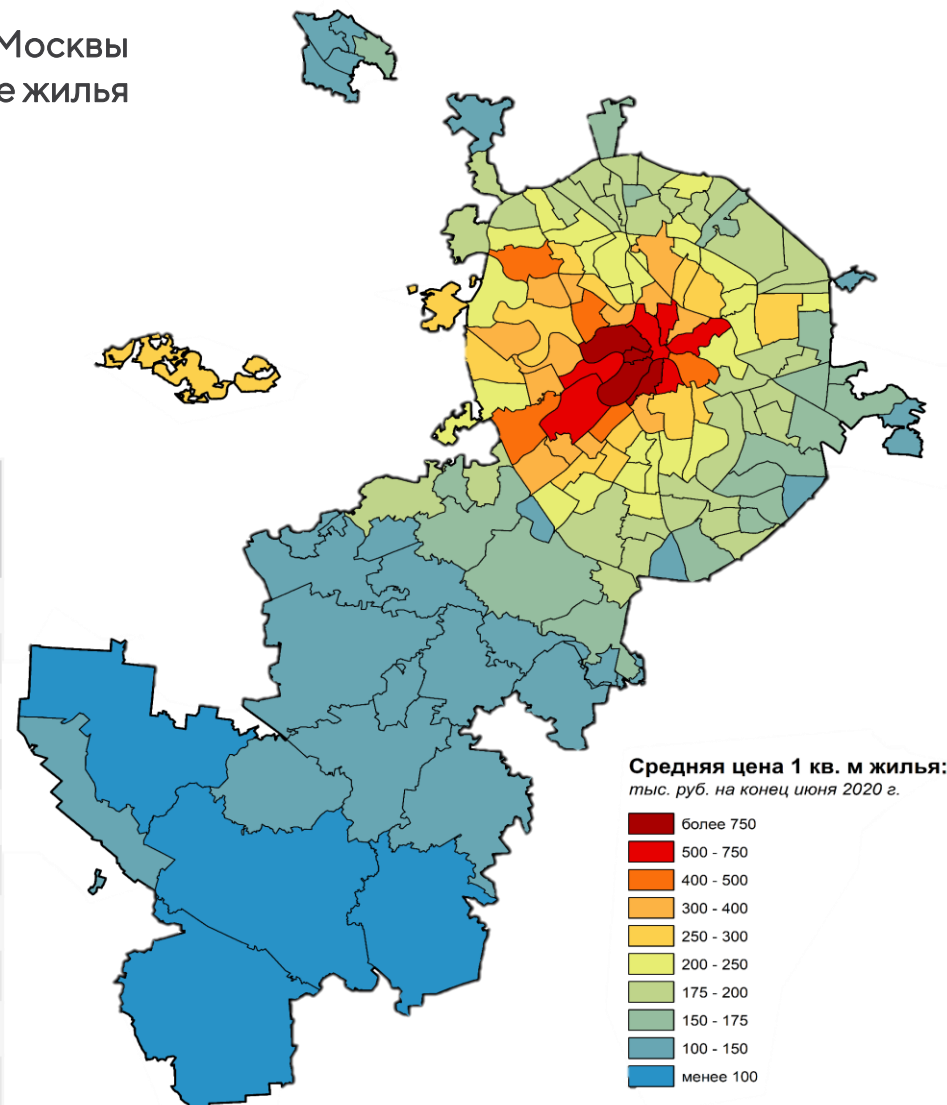 Москвы
е жилья
Средняя цена 1 кв. м жилья:
тыс. руб. на конец июня 2020 г.
более 750
500 - 750
400 - 500
300 - 400
250 - 300
200 - 250
175 - 200
150 - 175
100 - 150
менее 100